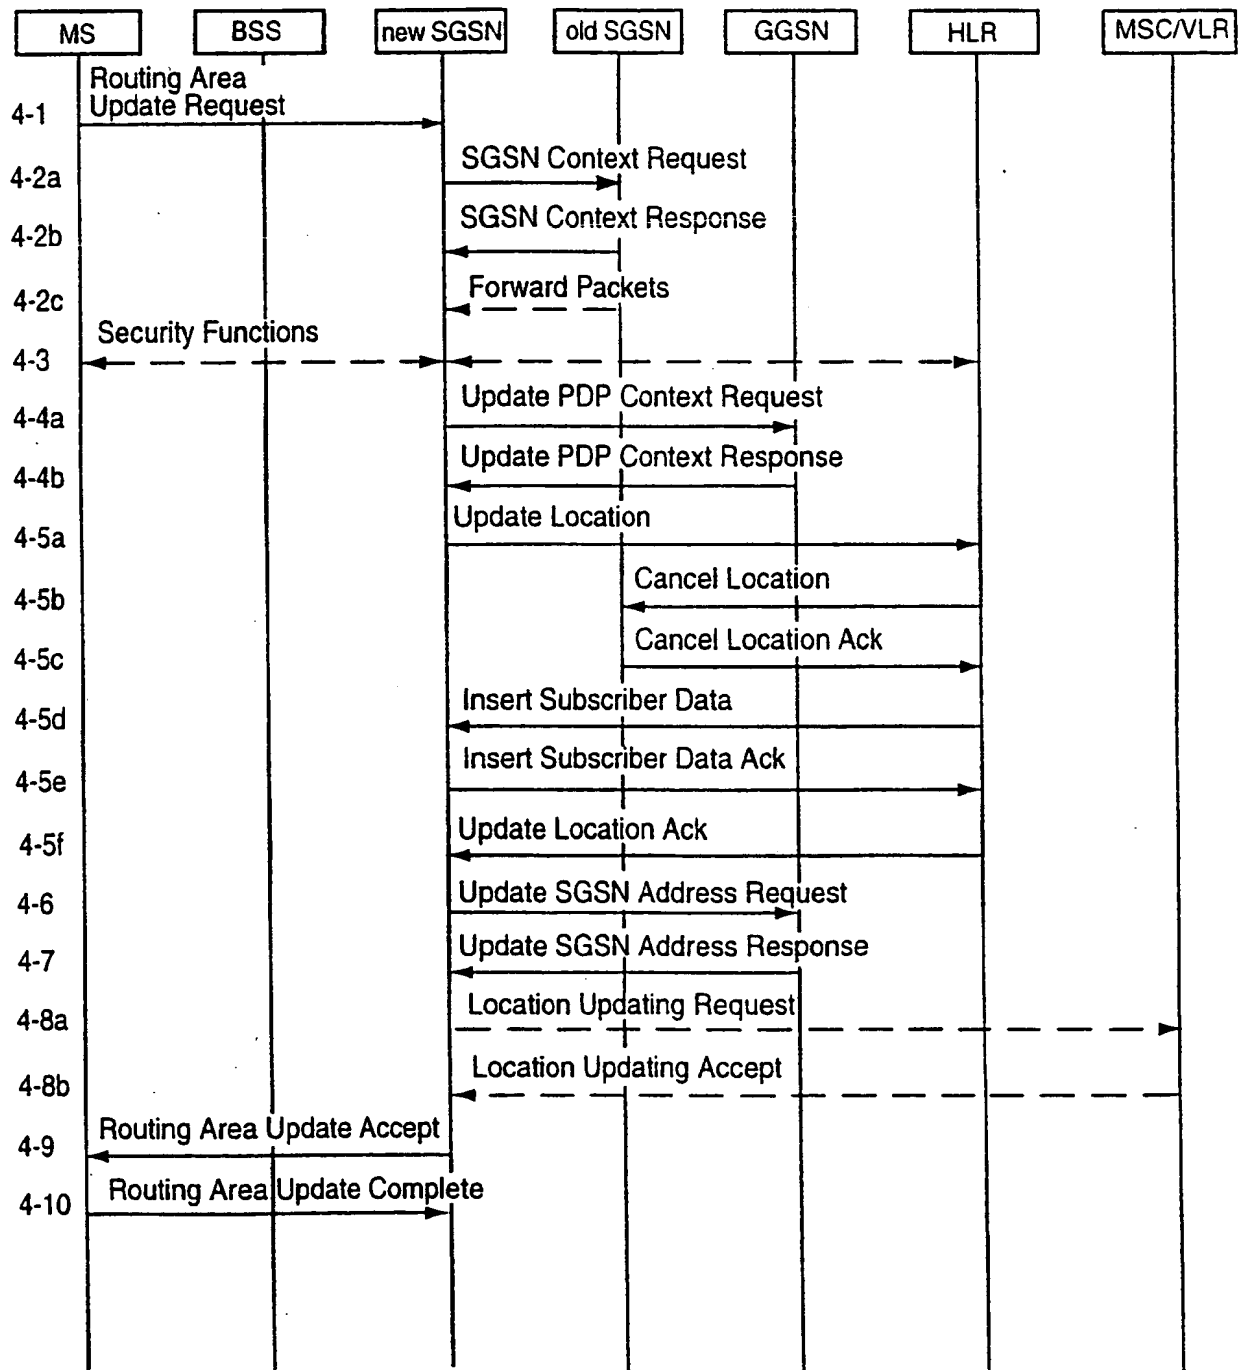 MS
BSS
new SGSN
old SGSN
GGSN
HLR
MSC/VLR
Routing Area
Update Request
4-1
SGSN Context Request
4-2a
SGSN Context Response
4-2b
Forward Packets
4-2c
Security Functions
4-3
Update PDP Context Request
4-4a
Update PDP Context Response
4-4b
Update Location
4-5a
Cancel Location
4-5b
Cancel Location Ack
4-5c
Insert Subscriber Data
4-5d
Insert Subscriber Data Ack
4-5e
Update Location Ack
4-5f
Update SGSN Address Request
4-6
Update SGSN Address Response
4-7
Location Updating Request
4-8a
Location Updating Accept
4-8b
Routing Area Update Accept
4-9
Routing Area Update Complete
4-10